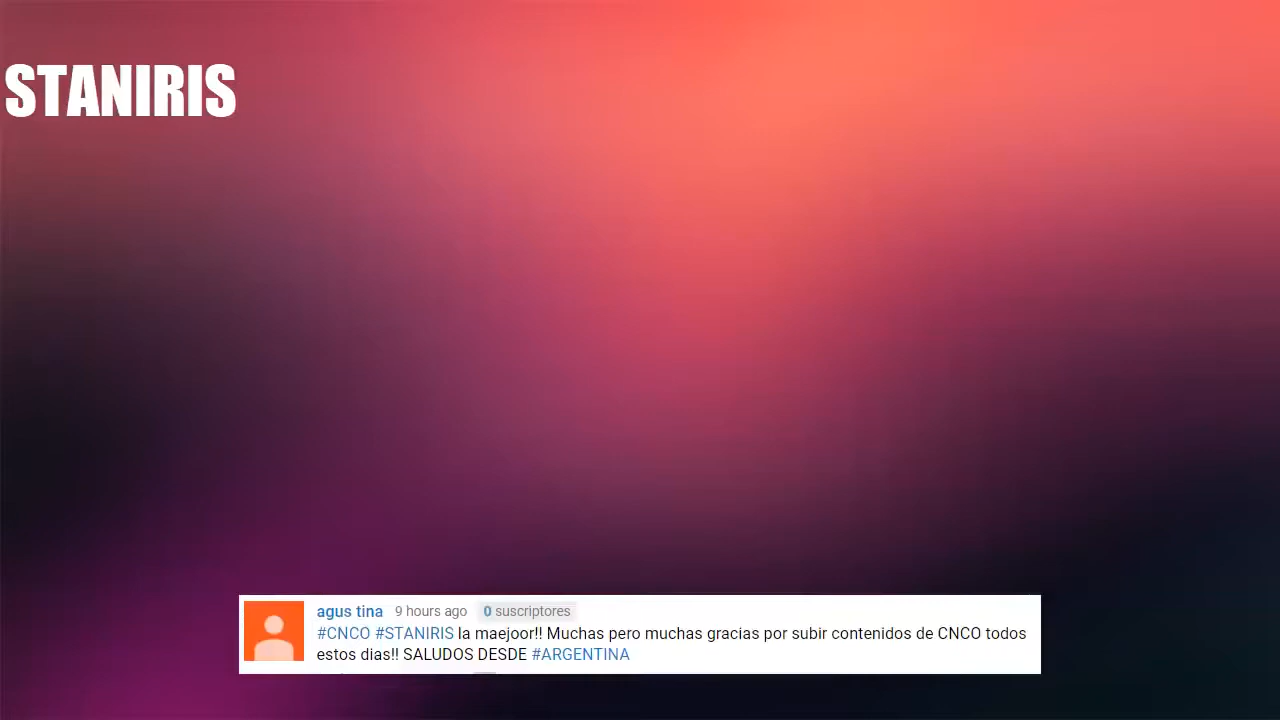 STANIRIS
agus tina 9 hours ago 0 suscriptores
#CNCO #STANIRIS la maejoor!! Muchas pero muchas gracias por subir contenidos de CNCO todos
estos dias!! SALUDOS DESDE #ARGENTINA